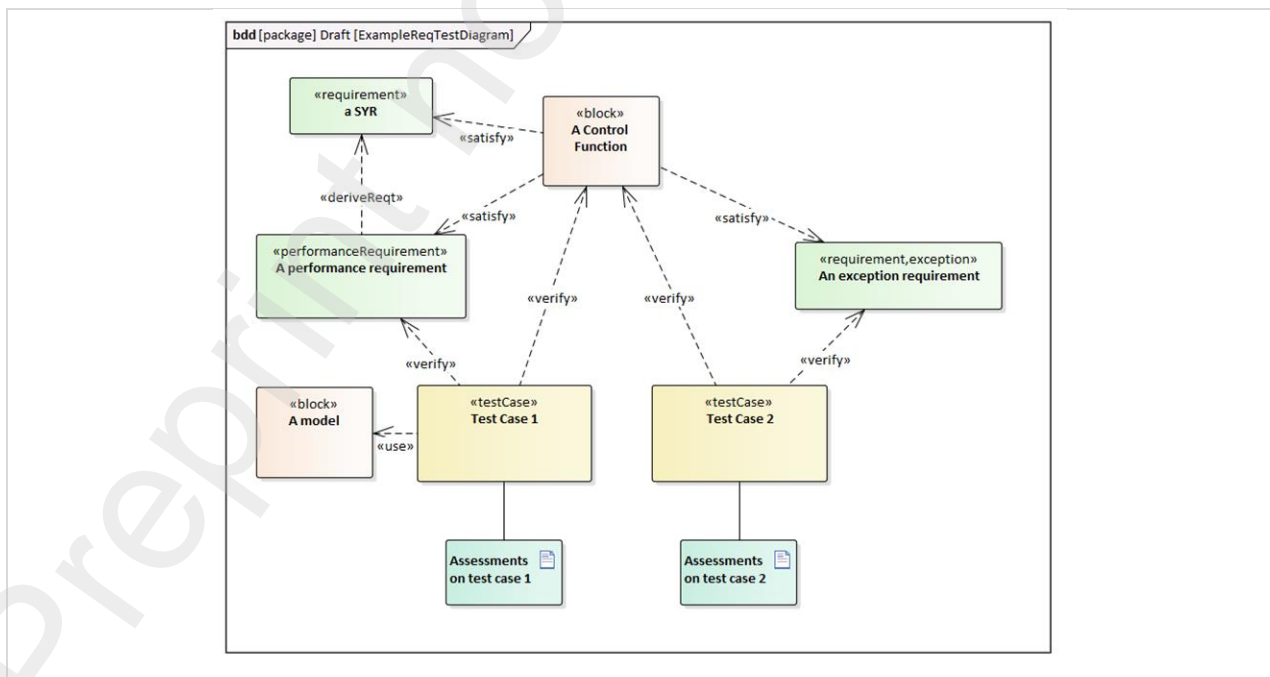 bdd [package] Draft [ExampleReqTestDiagram]
«requirement»
a SYR
«block»
A Control
Function
«satisfy»
«deriveReqt»
«satisfy»
«satisfy»
«performanceRequirement»
A performance requirement
«requirement,exception»
An exception requirement
«verify»
«verify»
«verify»
«verify»
«block»
A model
«use»
«testCase»
Test Case 1
«testCase»
Test Case 2
Assessments
on test case 1
Assessments
on test case 2
Preprint no